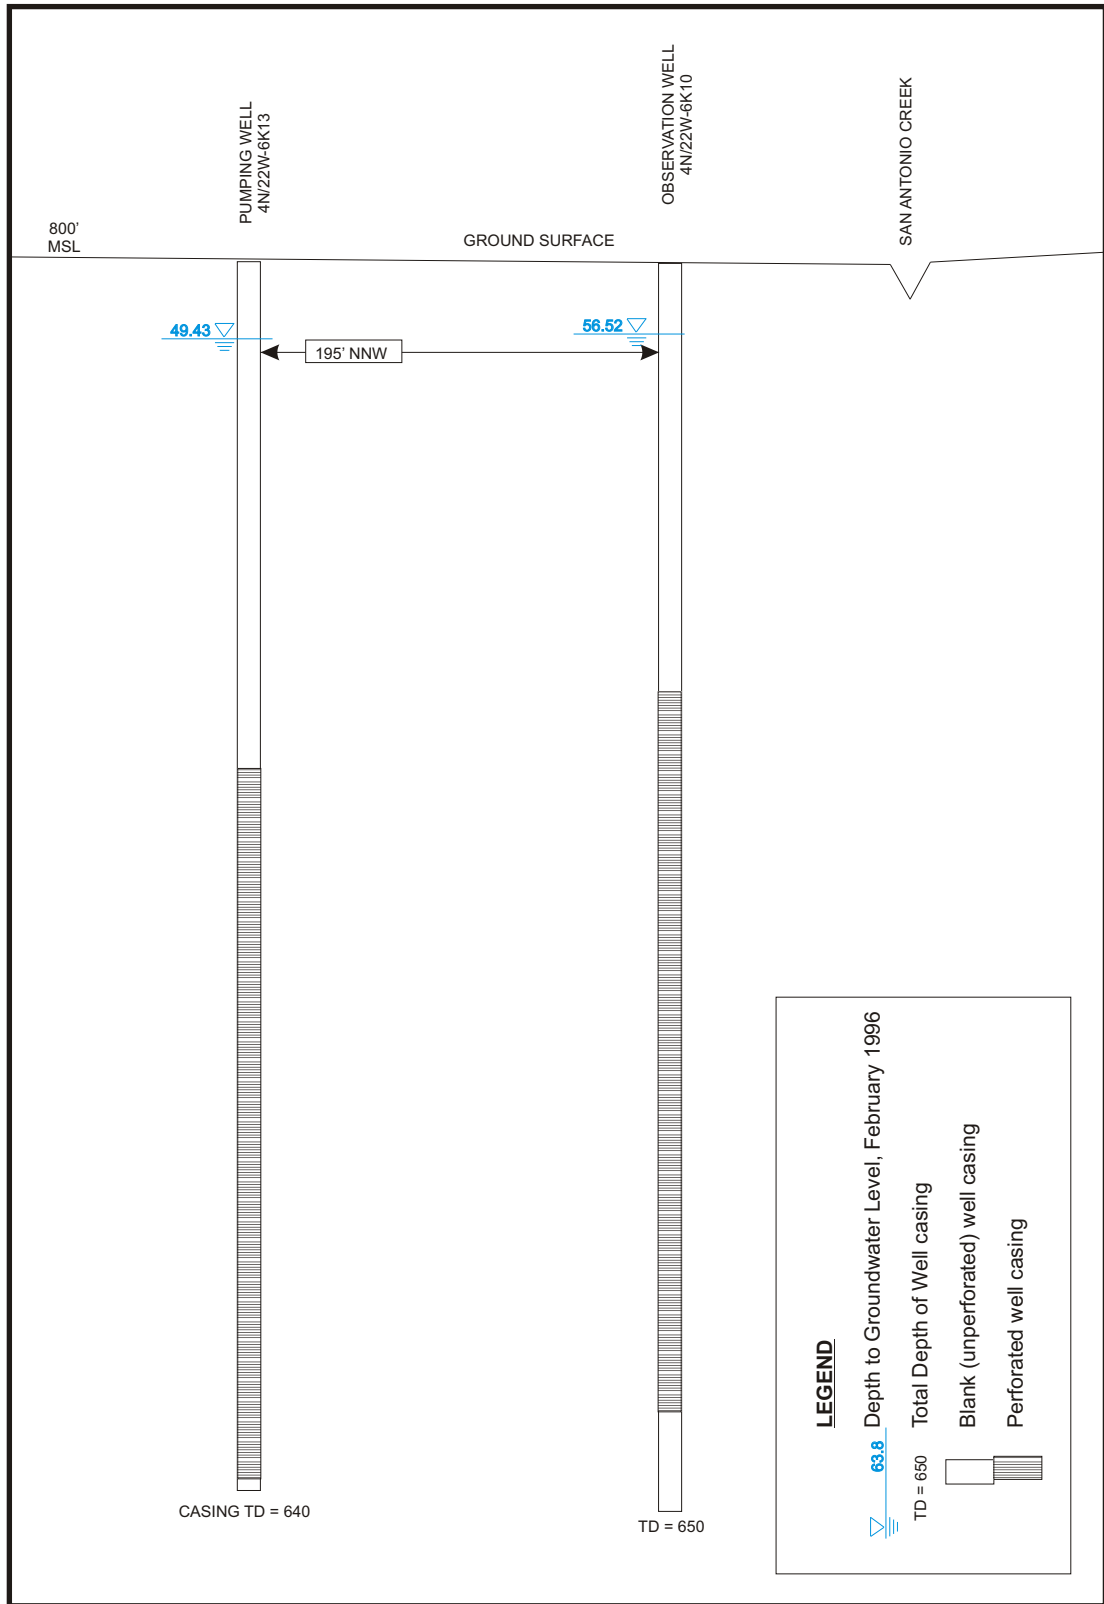 PUMPING WELL
4N/22W-6K13
OBSERVATION WELL
4N/22W-6K10
SAN ANTONIO CREEK
800'
MSL
GROUND SURFACE
49.43
56.52
195' NNW
CASING TD = 640
TD = 650
LEGEND
63.8 Depth to Groundwater Level, February 1996
TD = 650 Total Depth of Well casing
Blank (unperforated) well casing
Perforated well casing